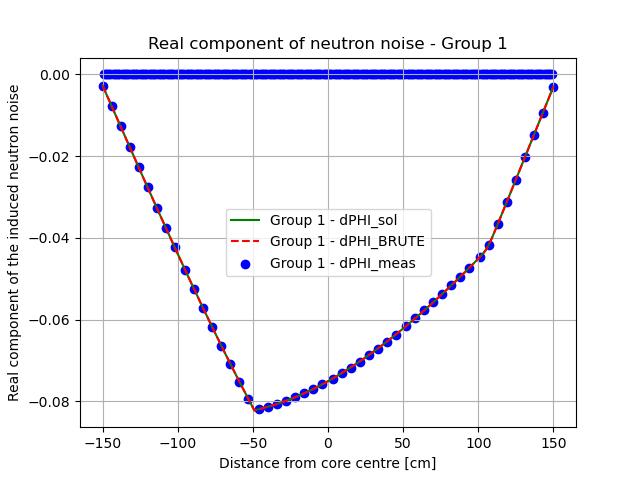 Real component of neutron noise - Group 1
Real component of the induced neutron noise
0.00
−0.02
−0.04
−0.06
−0.08
Group 1 - dPHI_sol
Group 1 - dPHI_BRUTE
Group 1 - dPHI_meas
−150
−100
−50
0
50
100
150
Distance from core centre [cm]